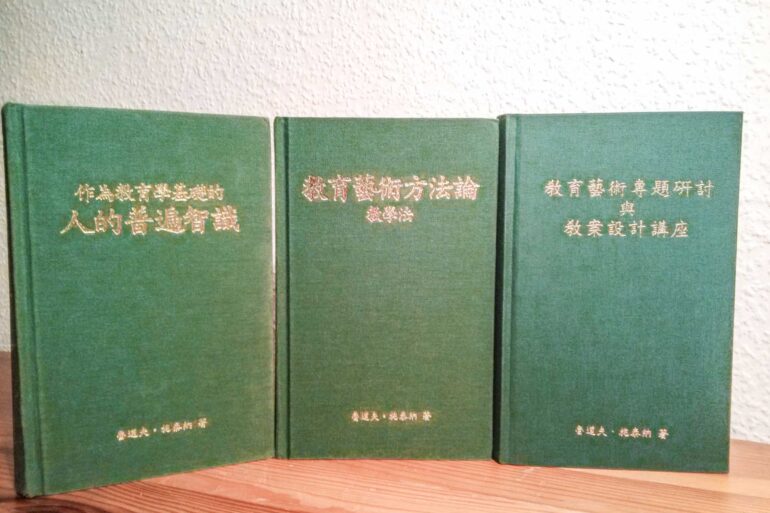 作為教育學基礎的
人的普遍智識
魯道夫・施泰納 著
教育藝術方法論
教學法
魯道夫・施泰納 著
教育藝術專題研討
與
教案設計講座
魯道夫・施泰納 著